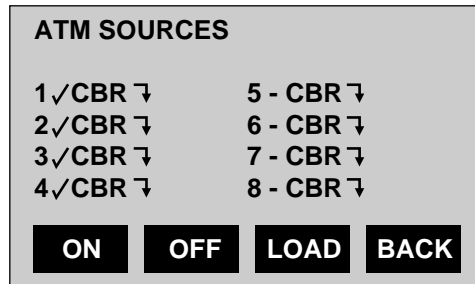 ATM SOURCES
1✓CBR ↴ 5 - CBR ↴
2✓CBR ↴ 6 - CBR ↴
3✓CBR ↴ 7 - CBR ↴
4✓CBR ↴ 8 - CBR ↴
ON OFF LOAD BACK